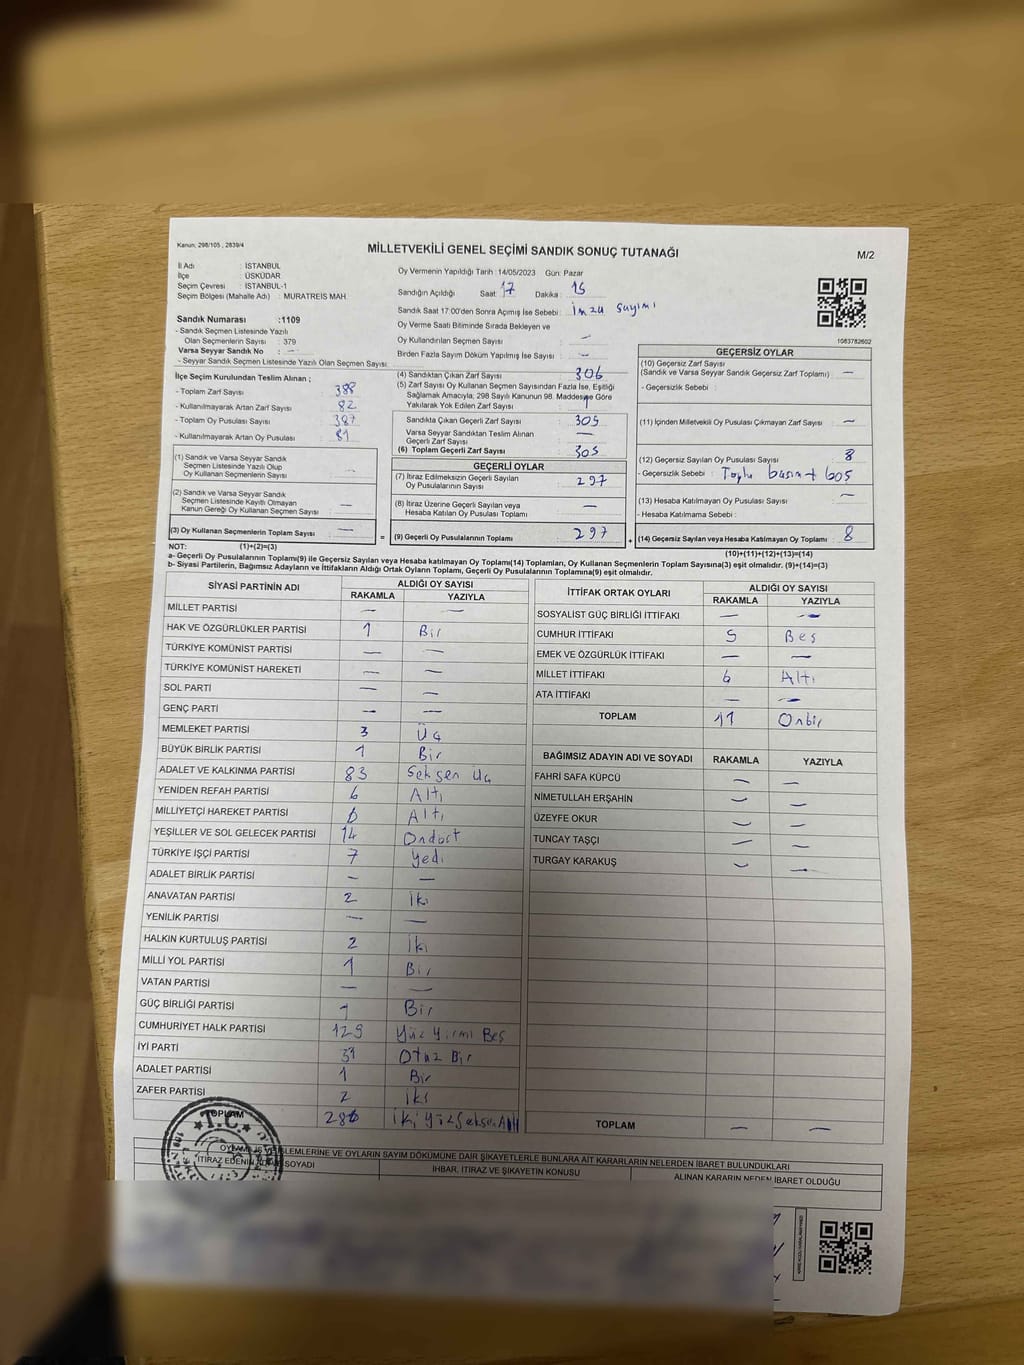 Kanun: 298/105 , 2839/4
MİLLETVEKİLİ GENEL SEÇİMİ SANDIK SONUÇ TUTANAĞI
M/2
İl Adı : İSTANBUL
İlçe : ÜSKÜDAR
Seçim Çevresi : İSTANBUL-1
Seçim Bölgesi (Mahalle Adı) : MURATREİS MAH
Sandık Numarası :1109
- Sandık Seçmen Listesinde Yazılı
Olan Seçmenlerin Sayısı : 379
Varsa Seyyar Sandık No : —
- Seyyar Sandık Listesinde Yazılı Olan Seçmen Sayısı
Oy Vermenin Yapıldığı Tarih :14/05/2023 Gün: Pazar
Sandığın Açıldığı Saat 17 Dakika : 15
Sandık Saat 17:00'den Sonra Açımış İse Sebebi : İmza Sayımı
Oy Verme Saati Bitiminde Sırada Bekleyen ve
Oy Kullandırılan Seçmen Sayısı : —
Birden Fazla Sayım Döküm Yapılmış İse Sayısı : —
1083782602
İlçe Seçim Kurulundan Teslim Alınan ;
- Toplam Zarf Sayısı 388
- Kullanılmayarak Artan Zarf Sayısı 82
- Toplam Oy Pusulası Sayısı 387
- Kullanılmayarak Artan Oy Pusulası 81
(1) Sandık ve Varsa Seyyar Sandık
Seçmen Listesinde Yazılı Olup
Oy Kullanan Seçmenlerin Sayısı :
(2) Sandık ve Varsa Seyyar Sandık
Seçmen Listesinde Kayıtlı Olmayan
Kanun Gereği Oy Kullanan Seçmen Sayısı : —
(3) Oy Kullanan Seçmenlerin Toplam Sayısı : —
(4) Sandıktan Çıkan Zarf Sayısı : 306
(5) Zarf Sayısı Oy Kullanan Seçmen Sayısından Fazla İse, Eşitliği
Sağlamak Amacıyla, 298 Sayılı Kanunun 98. Maddesine Göre
Yakılarak Yok Edilen Zarf Sayısı : 1
Sandıkta Çıkan Geçerli Zarf Sayısı : 305
Varsa Seyyar Sandıktan Teslim Alınan
Geçerli Zarf Sayısı : —
(6) Toplam Geçerli Zarf Sayısı : 305
GEÇERLİ OYLAR
(7) İtiraz Edilmeksizin Geçerli Sayılan
Oy Pusulalarının Sayısı : 297
(8) İtiraz Üzerine Geçerli Sayılan veya
Hesaba Katılan Oy Pusulası Toplamı : —
= (9) Geçerli Oy Pusulaları Toplamı : 297 +
GEÇERSİZ OYLAR
(10) Geçersiz Zarf Sayısı
(Sandık ve Varsa Seyyar Sandık Geçersiz Zarf Toplamı) : —
- Geçersizlik Sebebi :
(11) İçinden Milletvekili Oy Pusulası Çıkmayan Zarf Sayısı : —
(12) Geçersiz Sayılan Oy Pusulası Sayısı : 8
- Geçersizlik Sebebi : Toplu basım + boş
(13) Hesaba Katılmayan Oy Pusulası Sayısı : —
- Hesaba Katılmama Sebebi :
(14) Geçersiz Sayılan veya Hesaba Katılmayan Oy Toplamı : 8
NOT: (1)+(2)=(3)
(10)+(11)+(12)+(13)=(14)
a- Geçerli Oy Pusulalarının Toplamı(9) ile Geçersiz Sayılan veya Hesaba katılmayan Oy Toplamı(14) Toplamları, Oy Kullanan Seçmenlerin Toplam Sayısına(3) eşit olmalıdır. (9)+(14)=(3)
b- Siyasi Partilerin, Bağımsız Adayların ve İttifakların Aldığı Ortak Oyların Toplamı, Geçerli Oy Pusulalarının Toplamına(9) eşit olmalıdır.
SİYASİ PARTİNİN ADI ALDIĞI OY SAYISI
RAKAMLA YAZIYLA
MİLLET PARTİSİ — —
HAK VE ÖZGÜRLÜKLER PARTİSİ 1 Bir
TÜRKİYE KOMÜNİST PARTİSİ — —
TÜRKİYE KOMÜNİST HAREKETİ — —
SOL PARTİ — —
GENÇ PARTİ — —
MEMLEKET PARTİSİ 3 Üç
BÜYÜK BİRLİK PARTİSİ 1 Bir
ADALET VE KALKINMA PARTİSİ 83 Seksen Üç
YENİDEN REFAH PARTİSİ 6 Altı
MİLLİYETÇİ HAREKET PARTİSİ 6 Altı
YEŞİLLER VE SOL GELECEK PARTİSİ 14 Ondört
TÜRKİYE İŞÇİ PARTİSİ 7 Yedi
ADALET BİRLİK PARTİSİ — —
ANAVATAN PARTİSİ 2 İki
YENİLİK PARTİSİ — —
HALKIN KURTULUŞ PARTİSİ 2 İki
MİLLİ YOL PARTİSİ 1 Bir
VATAN PARTİSİ — —
GÜÇ BİRLİĞİ PARTİSİ 1 Bir
CUMHURİYET HALK PARTİSİ 125 Yüz Yirmi Beş
İYİ PARTİ 31 Otuz Bir
ADALET PARTİSİ 1 Bir
ZAFER PARTİSİ 2 İki
TOPLAM 286 İki Yüz Seksen Altı
T.C.
İTTİFAK ORTAK OYLARI ALDIĞI OY SAYISI
RAKAMLA YAZIYLA
SOSYALİST GÜÇ BİRLİĞİ İTTİFAKI — —
CUMHUR İTTİFAKI 5 Beş
EMEK VE ÖZGÜRLÜK İTTİFAKI — —
MİLLET İTTİFAKI 6 Altı
ATA İTTİFAKI — —
TOPLAM 11 Onbir
BAĞIMSIZ ADAYIN ADI VE SOYADI RAKAMLA YAZIYLA
FAHRİ SAFA KÜPCÜ — —
NİMETULLAH ERŞAHİN — —
ÜZEYFE OKUR — —
TUNCAY TAŞÇI — —
TURGAY KARAKUŞ — —
TOPLAM — —
İŞLEMLERİNE VE OYLARIN SAYIM DÖKÜMÜNE DAİR ŞİKAYETLERLE BUNLARA AİT KARARLARIN NELERDEN İBARET BULUNDUKLARI
İTİRAZ EDENİN SOYADI
İHBAR, İTİRAZ VE ŞİKAYETİN KONUSU
ALINAN KARARIN NEDEN İBARET OLDUĞU